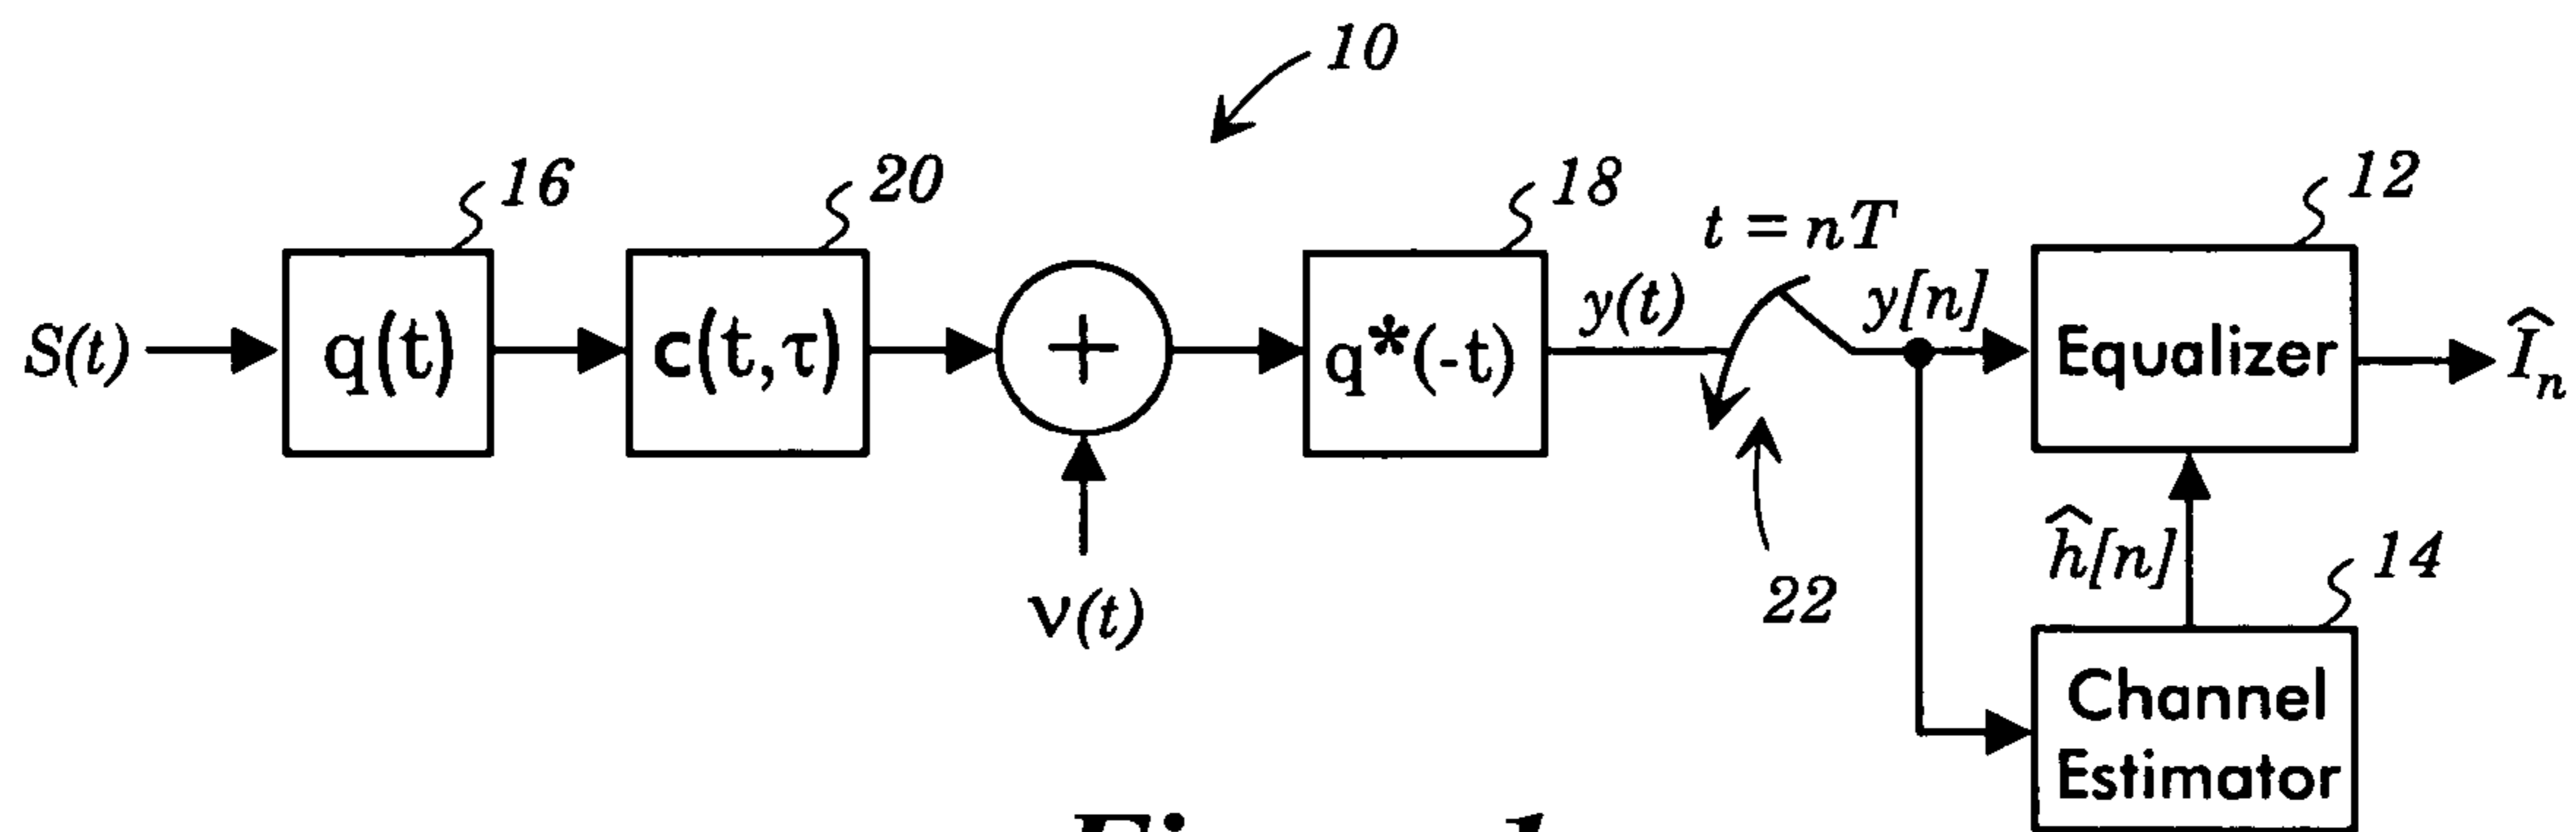 10
16
20
18
12
t = nT
S(t)
q(t)
c(t,τ)
+
q*(-t)
y(t)
y[n]
Equalizer
Î_n
ν(t)
22
ĥ[n]
14
Channel
Estimator